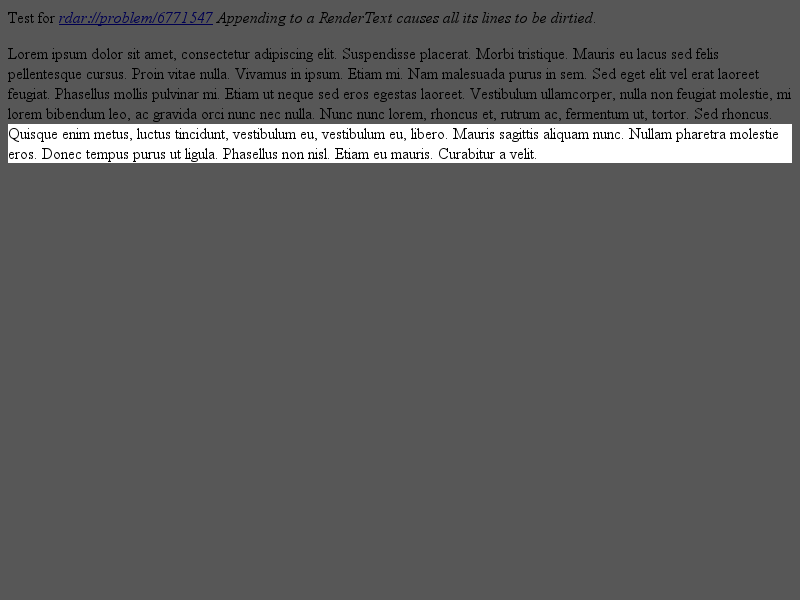 Test for rdar://problem/6771547 Appending to a RenderText causes all its lines to be dirtied.
Lorem ipsum dolor sit amet, consectetur adipiscing elit. Suspendisse placerat. Morbi tristique. Mauris eu lacus sed felis
pellentesque cursus. Proin vitae nulla. Vivamus in ipsum. Etiam mi. Nam malesuada purus in sem. Sed eget elit vel erat laoreet
feugiat. Phasellus mollis pulvinar mi. Etiam ut neque sed eros egestas laoreet. Vestibulum ullamcorper, nulla non feugiat molestie, mi
lorem bibendum leo, ac gravida orci nunc nec nulla. Nunc nunc lorem, rhoncus et, rutrum ac, fermentum ut, tortor. Sed rhoncus.
Quisque enim metus, luctus tincidunt, vestibulum eu, vestibulum eu, libero. Mauris sagittis aliquam nunc. Nullam pharetra molestie
eros. Donec tempus purus ut ligula. Phasellus non nisl. Etiam eu mauris. Curabitur a velit.